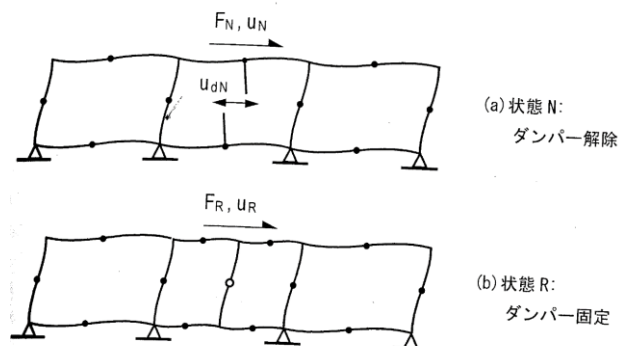 F_N, u_N
u_dN
(a) 状態 N:
ダンパー解除
F_R, u_R
(b) 状態 R:
ダンパー固定